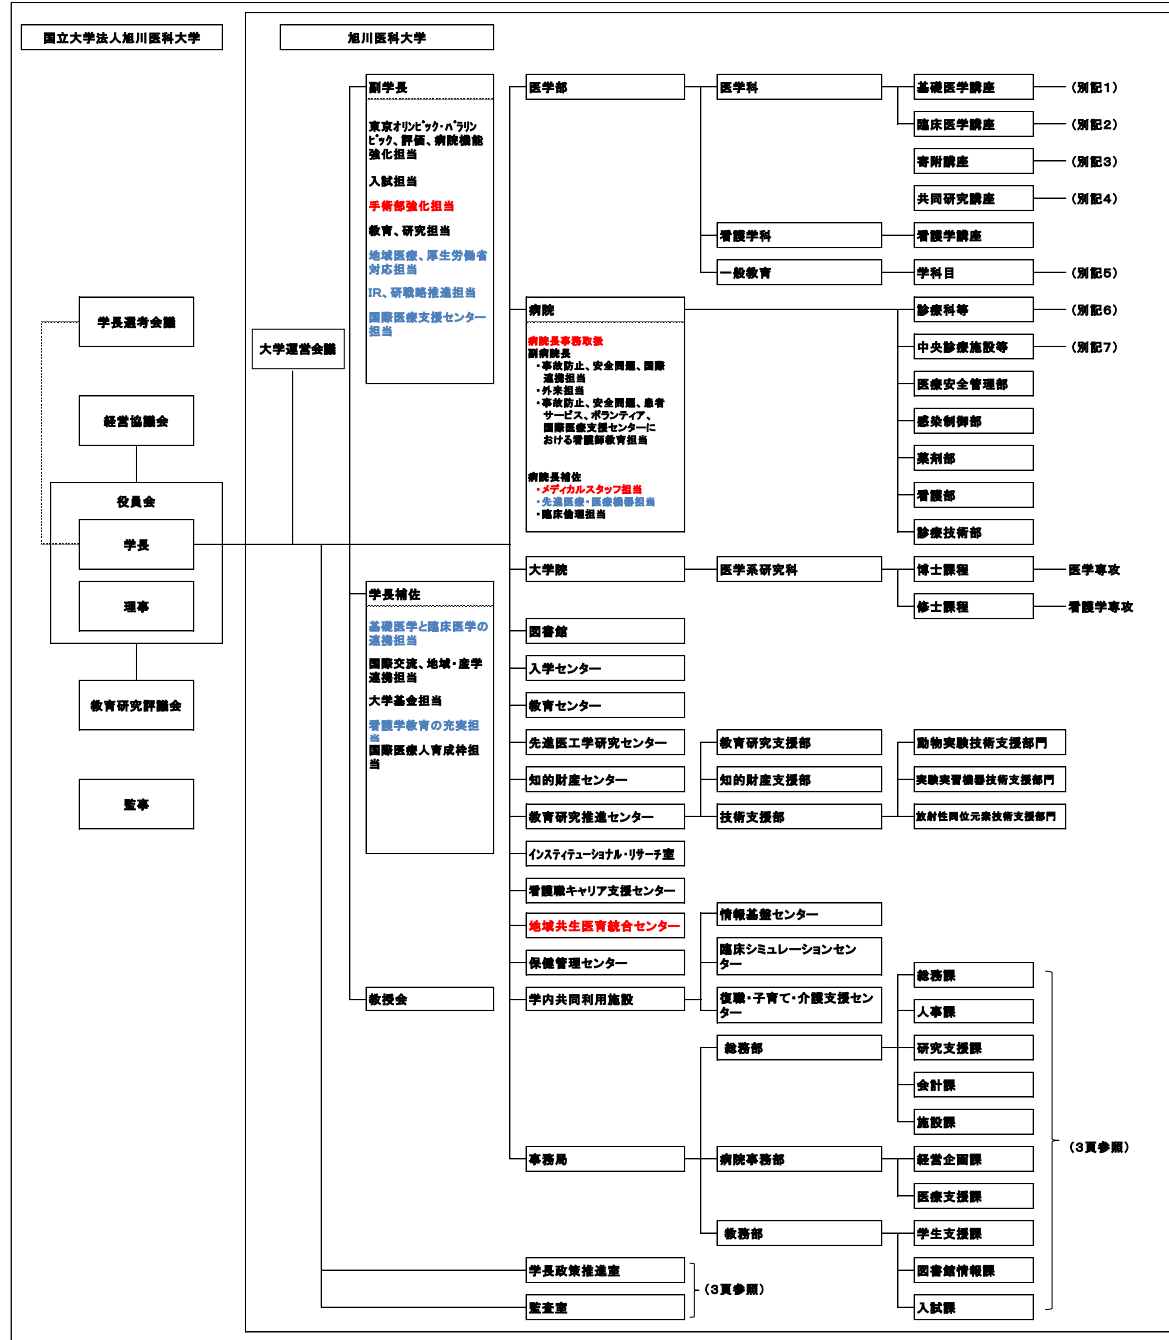 国立大学法人旭川医科大学
旭川医科大学
学長選考会議
経営協議会
役員会
学長
理事
教育研究評議会
監事
大学運営会議
副学長
東京オリンピック・パラリン
ピック、評価、病院機能
強化担当
入試担当
手術部強化担当
教育、研究担当
地域医療、厚生労働省
対応担当
IR、研戦略推進担当
国際医療支援センター
担当
学長補佐
基礎医学と臨床医学の
連携担当
国際交流、地域・産学
連携担当
大学基金担当
看護学教育の充実担
当
国際医療人育成枠担
当
教授会
医学部
医学科
基礎医学講座
(別記1)
臨床医学講座
(別記2)
寄附講座
(別記3)
共同研究講座
(別記4)
看護学科
看護学講座
一般教育
学科目
(別記5)
病院
病院長事務取扱
副病院長
・事故防止、安全問題、国際
連携担当
・外来担当
・事故防止、安全問題、患者
サービス、ボランティア、
国際医療支援センターに
おける看護師教育担当
病院長補佐
・メディカルスタッフ担当
・先進医療・医療機器担当
・臨床倫理担当
診療科等
(別記6)
中央診療施設等
(別記7)
医療安全管理部
感染制御部
薬剤部
看護部
診療技術部
大学院
医学系研究科
博士課程
医学専攻
修士課程
看護学専攻
図書館
入学センター
教育センター
先進医工学研究センター
知的財産センター
教育研究推進センター
教育研究支援部
知的財産支援部
技術支援部
動物実験技術支援部門
実験実習機器技術支援部門
放射性同位元素技術支援部門
インスティテューショナル・リサーチ室
看護職キャリア支援センター
地域共生医育統合センター
保健管理センター
学内共同利用施設
情報基盤センター
臨床シミュレーションセン
ター
復職・子育て・介護支援セン
ター
事務局
総務部
総務課
人事課
研究支援課
会計課
施設課
病院事務部
経営企画課
医療支援課
教務部
学生支援課
図書館情報課
入試課
(3頁参照)
学長政策推進室
監査室
(3頁参照)